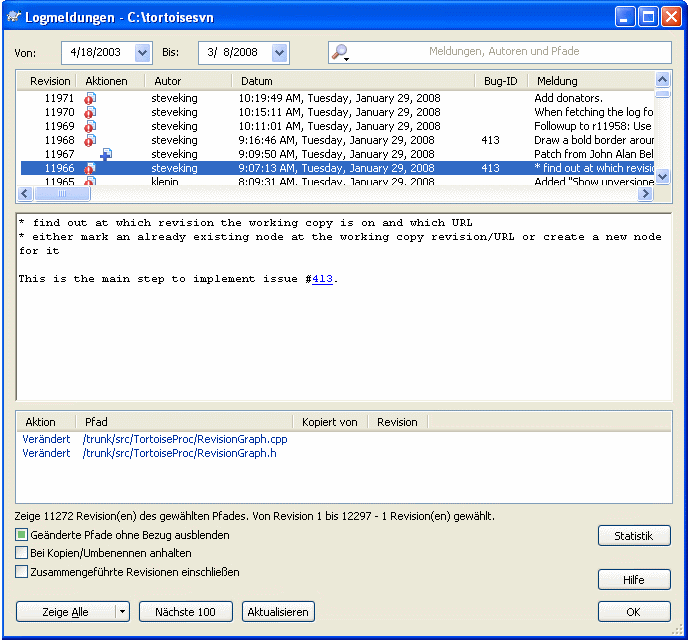 Logmeldungen - C:\tortoisesvn
Von: 4/18/2003 Bis: 3/ 8/2008 Meldungen, Autoren und Pfade
Revision Aktionen Autor Datum Bug-ID Meldung
11971 steveking 10:19:49 AM, Tuesday, January 29, 2008 Add donators.
11970 steveking 10:15:11 AM, Tuesday, January 29, 2008 When fetching the log fo
11969 steveking 10:11:01 AM, Tuesday, January 29, 2008 Followup to r11958: Use
11968 steveking 9:16:46 AM, Tuesday, January 29, 2008 413 Draw a bold border arour
11967 steveking 9:09:50 AM, Tuesday, January 29, 2008 Patch from John Alan Bel
11966 steveking 9:07:13 AM, Tuesday, January 29, 2008 413 * find out at which revisio
11965 klenin 8:09:31 AM, Tuesday, January 29, 2008 Added "Show unversione
* find out at which revision the working copy is on and which URL
* either mark an already existing node at the working copy revision/URL or create a new node
for it
This is the main step to implement issue #413.
Aktion Pfad Kopiert von Revision
Verändert /trunk/src/TortoiseProc/RevisionGraph.cpp
Verändert /trunk/src/TortoiseProc/RevisionGraph.h
Zeige 11272 Revision(en) des gewählten Pfades. Von Revision 1 bis 12297 - 1 Revision(en) gewählt.
Geänderte Pfade ohne Bezug ausblenden
Statistik
Bei Kopien/Umbenennen anhalten
Zusammengeführte Revisionen einschließen
Hilfe
Zeige Alle Nächste 100 Aktualisieren OK